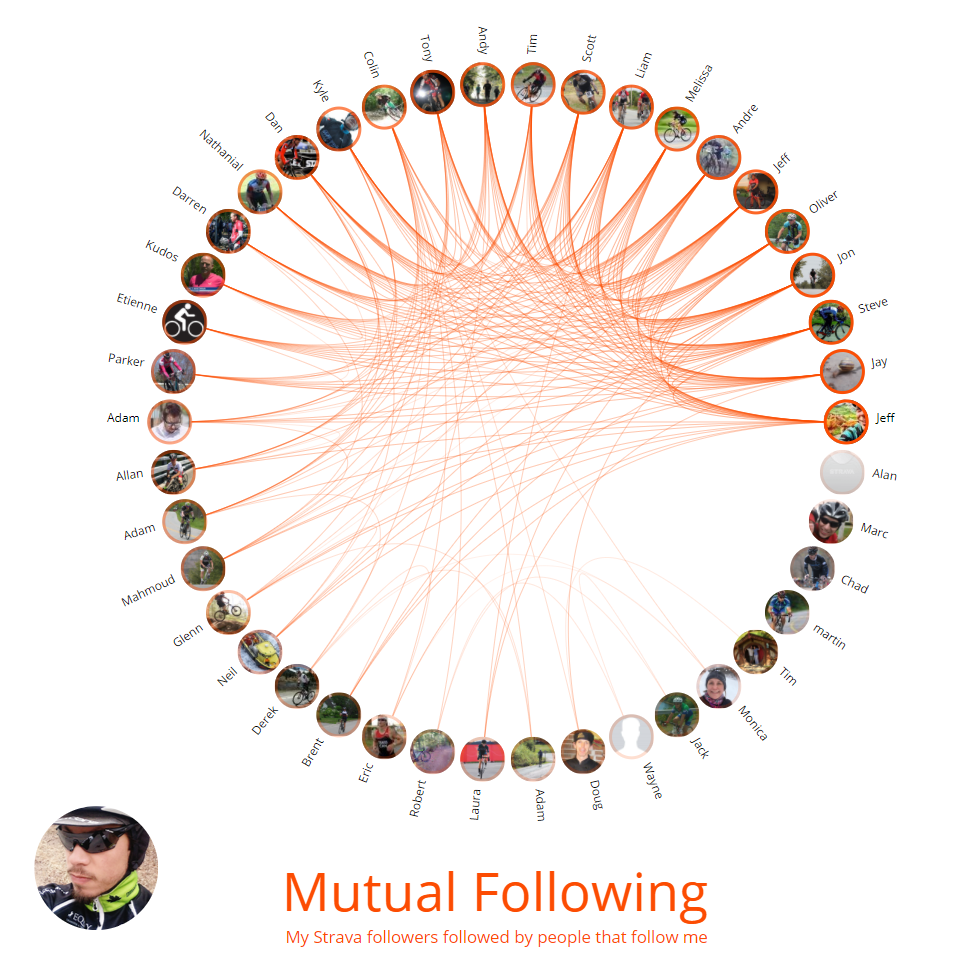 Andy
Tim
Scott
Liam
Melissa
Andre
Jeff
Oliver
Jon
Steve
Jay
Jeff
Alan
Marc
Chad
martin
Tim
Monica
Jack
Wayne
Doug
Adam
Laura
Robert
Eric
Brent
Derek
Neil
Glenn
Mahmoud
Adam
Allan
Adam
Parker
Etienne
Kudos
Darren
Nathanial
Dan
Kyle
Colin
Tony
Mutual Following
My Strava followers followed by people that follow me